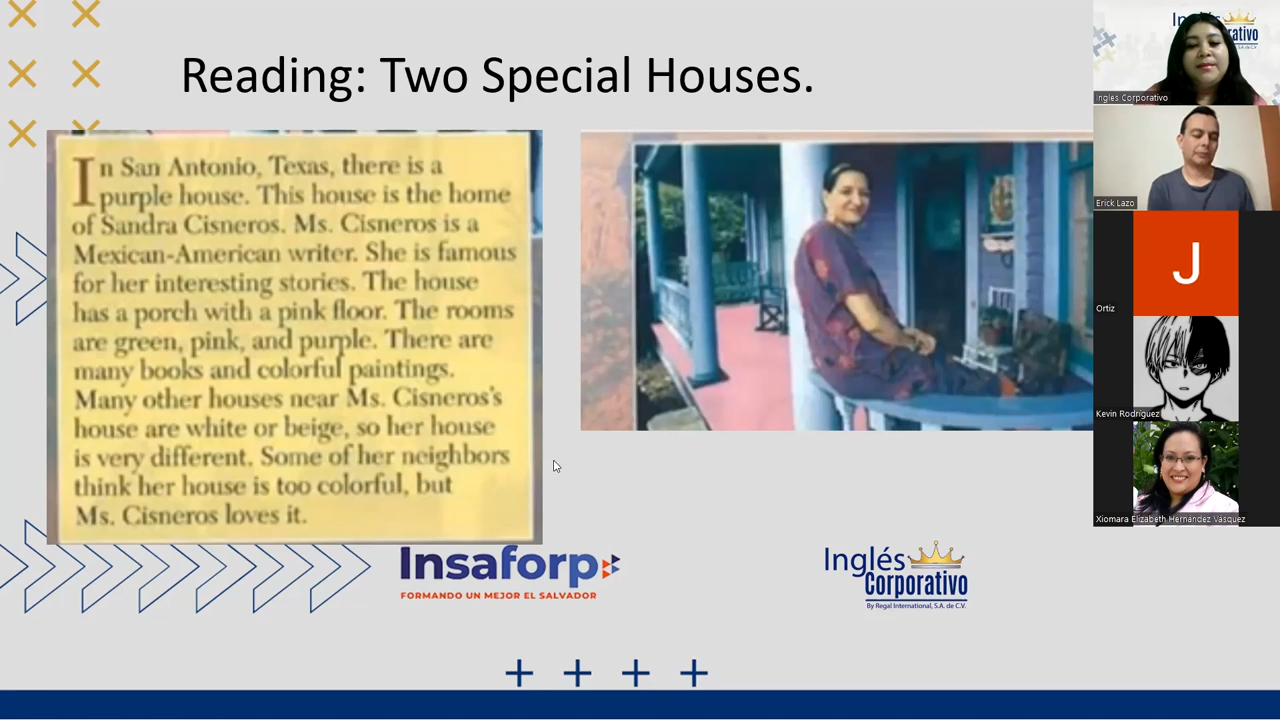 Reading: Two Special Houses.
In San Antonio, Texas, there is a
purple house. This house is the home
of Sandra Cisneros. Ms. Cisneros is a
Mexican-American writer. She is famous
for her interesting stories. The house
has a porch with a pink floor. The rooms
are green, pink, and purple. There are
many books and colorful paintings.
Many other houses near Ms. Cisneros's
house are white or beige, so her house
is very different. Some of her neighbors
think her house is too colorful, but
Ms. Cisneros loves it.
Insaforp
FORMANDO UN MEJOR EL SALVADOR
Inglés
Corporativo
By Regal International, S.A. de C.V.
Inglés Corporativo
Erick Lazo
J
Ortiz
Kevin Rodríguez
Xiomara Elizabeth Hernández Vásquez